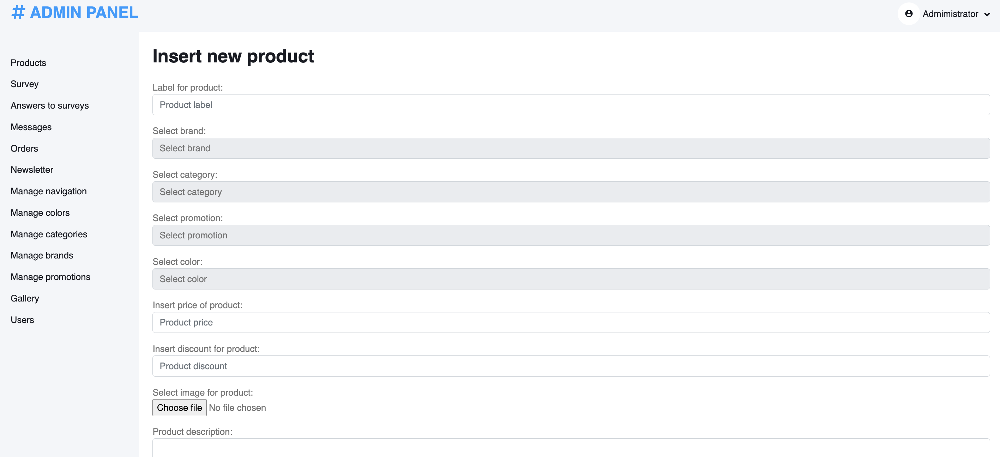 # ADMIN PANEL
Admimistrator
Products
Survey
Answers to surveys
Messages
Orders
Newsletter
Manage navigation
Manage colors
Manage categories
Manage brands
Manage promotions
Gallery
Users
Insert new product
Label for product:
Product label
Select brand:
Select brand
Select category:
Select category
Select promotion:
Select promotion
Select color:
Select color
Insert price of product:
Product price
Insert discount for product:
Product discount
Select image for product:
Choose file No file chosen
Product description: